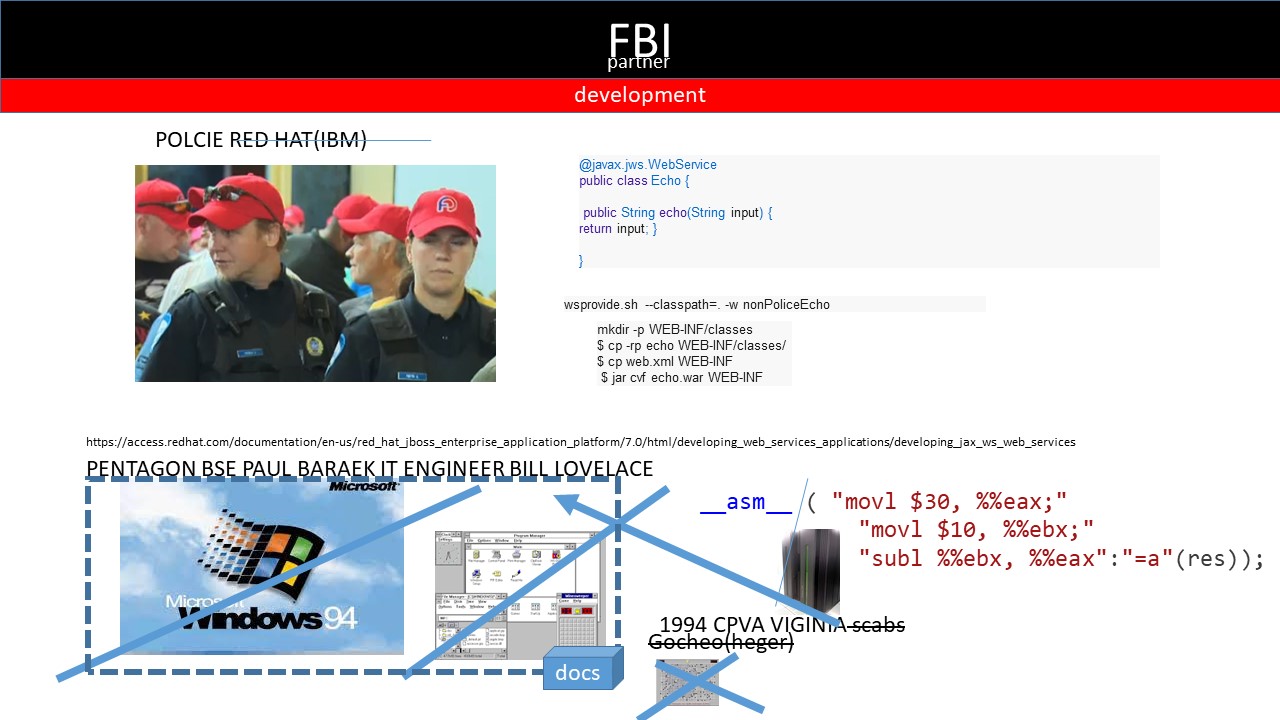 FBI
partner
development
POLCIE RED HAT(IBM)
@javax.jws.WebService
public class Echo {
public String echo(String input) {
return input; }
}
wsprovide.sh --classpath=. -w nonPoliceEcho
mkdir -p WEB-INF/classes
$ cp -rp echo WEB-INF/classes/
$ cp web.xml WEB-INF
$ jar cvf echo.war WEB-INF
https://access.redhat.com/documentation/en-us/red_hat_jboss_enterprise_application_platform/7.0/html/developing_web_services_applications/developing_jax_ws_web_services
PENTAGON BSE PAUL BARAEK IT ENGINEER BILL LOVELACE
Microsoft
Microsoft
Windows 94
Program Manager
docs
__asm__ ( "movl $30, %%eax;"
"movl $10, %%ebx;"
"subl %%ebx, %%eax":"=a"(res));
1994 CPVA VIGINIA scabs
Gocheo(heger)